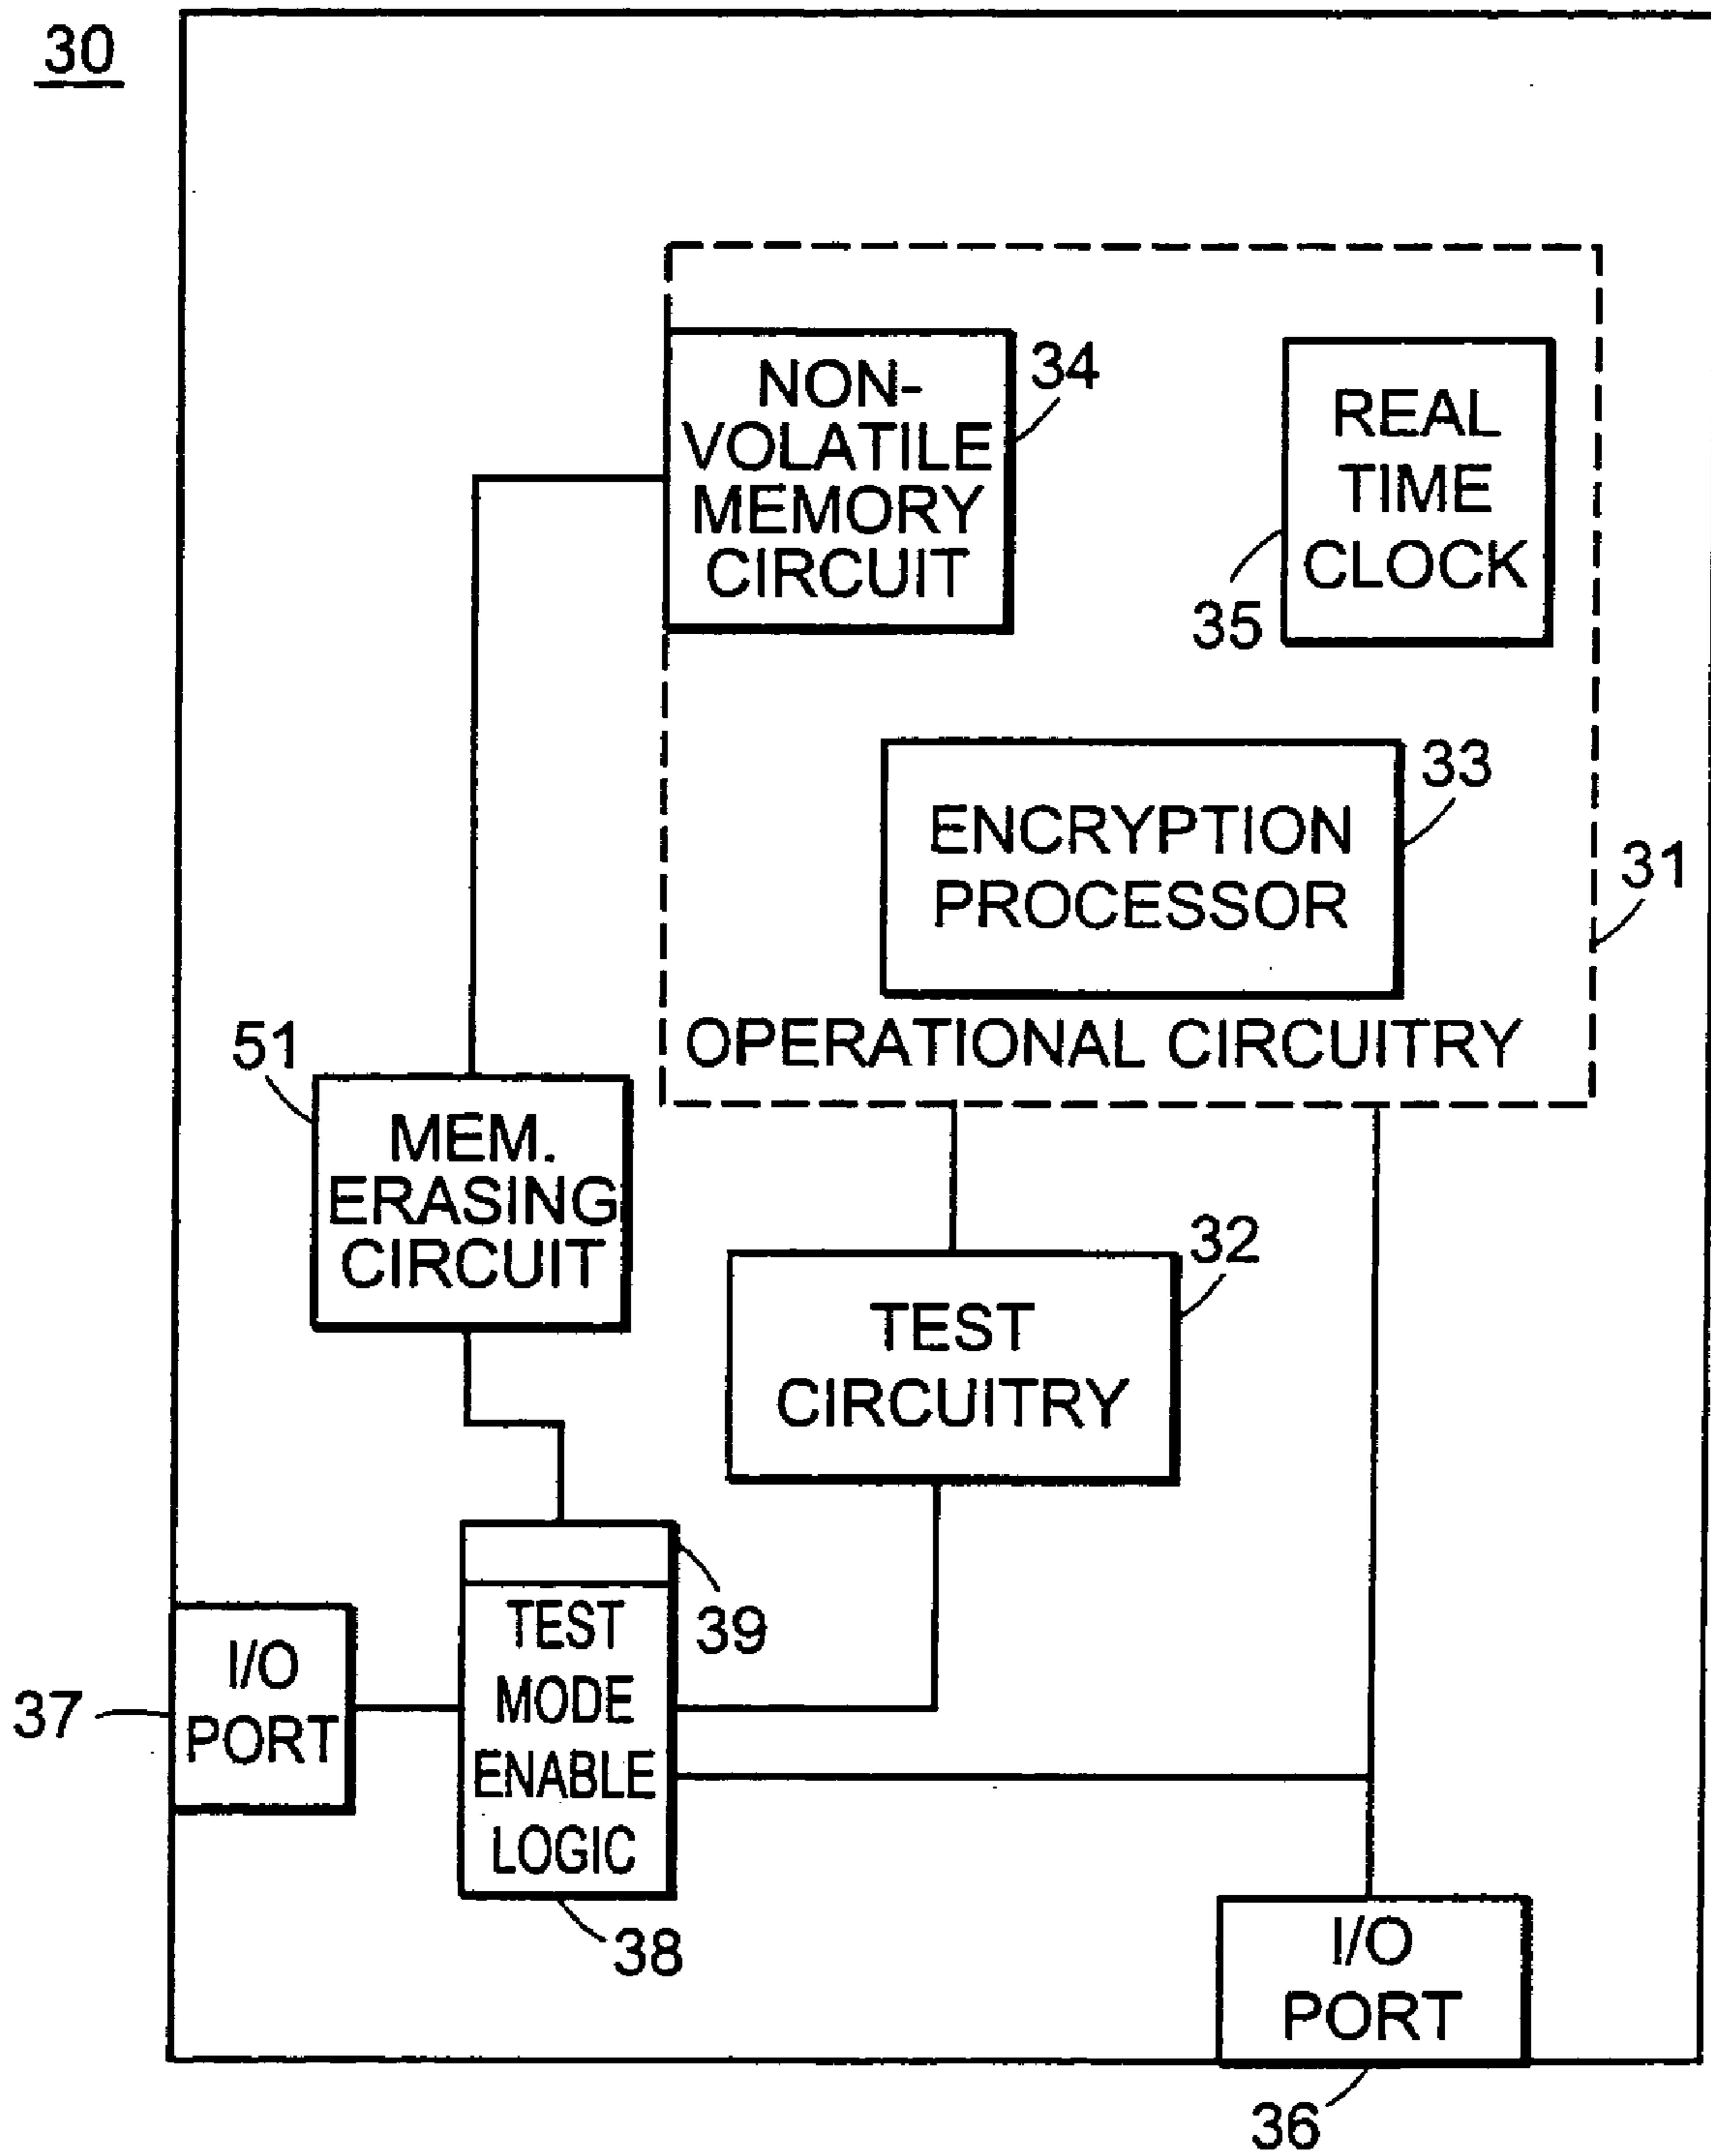 30
NON-
VOLATILE
MEMORY
CIRCUIT
34
REAL
TIME
CLOCK
35
ENCRYPTION
PROCESSOR
33
31
OPERATIONAL CIRCUITRY
51
MEM.
ERASING
CIRCUIT
32
TEST
CIRCUITRY
39
TEST
MODE
ENABLE
LOGIC
38
I/O
PORT
37
I/O
PORT
36